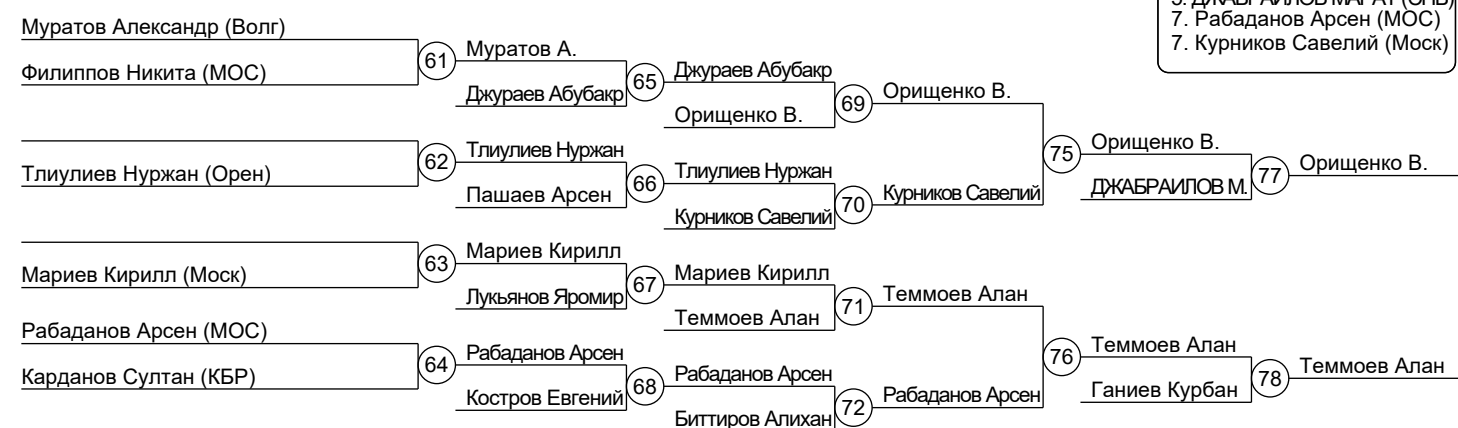 5. ДЖАБРАИЛОВ МАРАТ (СПБ)
7. Рабаданов Арсен (МОС)
7. Курников Савелий (Моск)
Муратов Александр (Волг)
Филиппов Никита (МОС)
61
Муратов А.
Джураев Абубакр
65
Джураев Абубакр
Орищенко В.
69
Орищенко В.
Тлиулиев Нуржан (Орен)
62
Тлиулиев Нуржан
Пашаев Арсен
66
Тлиулиев Нуржан
Курников Савелий
70
Курников Савелий
75
Орищенко В.
ДЖАБРАИЛОВ М.
77
Орищенко В.
Мариев Кирилл (Моск)
63
Мариев Кирилл
Лукьянов Яромир
67
Мариев Кирилл
Теммоев Алан
71
Теммоев Алан
Рабаданов Арсен (МОС)
Карданов Султан (КБР)
64
Рабаданов Арсен
Костров Евгений
68
Рабаданов Арсен
Биттиров Алихан
72
Рабаданов Арсен
76
Теммоев Алан
Ганиев Курбан
78
Теммоев Алан